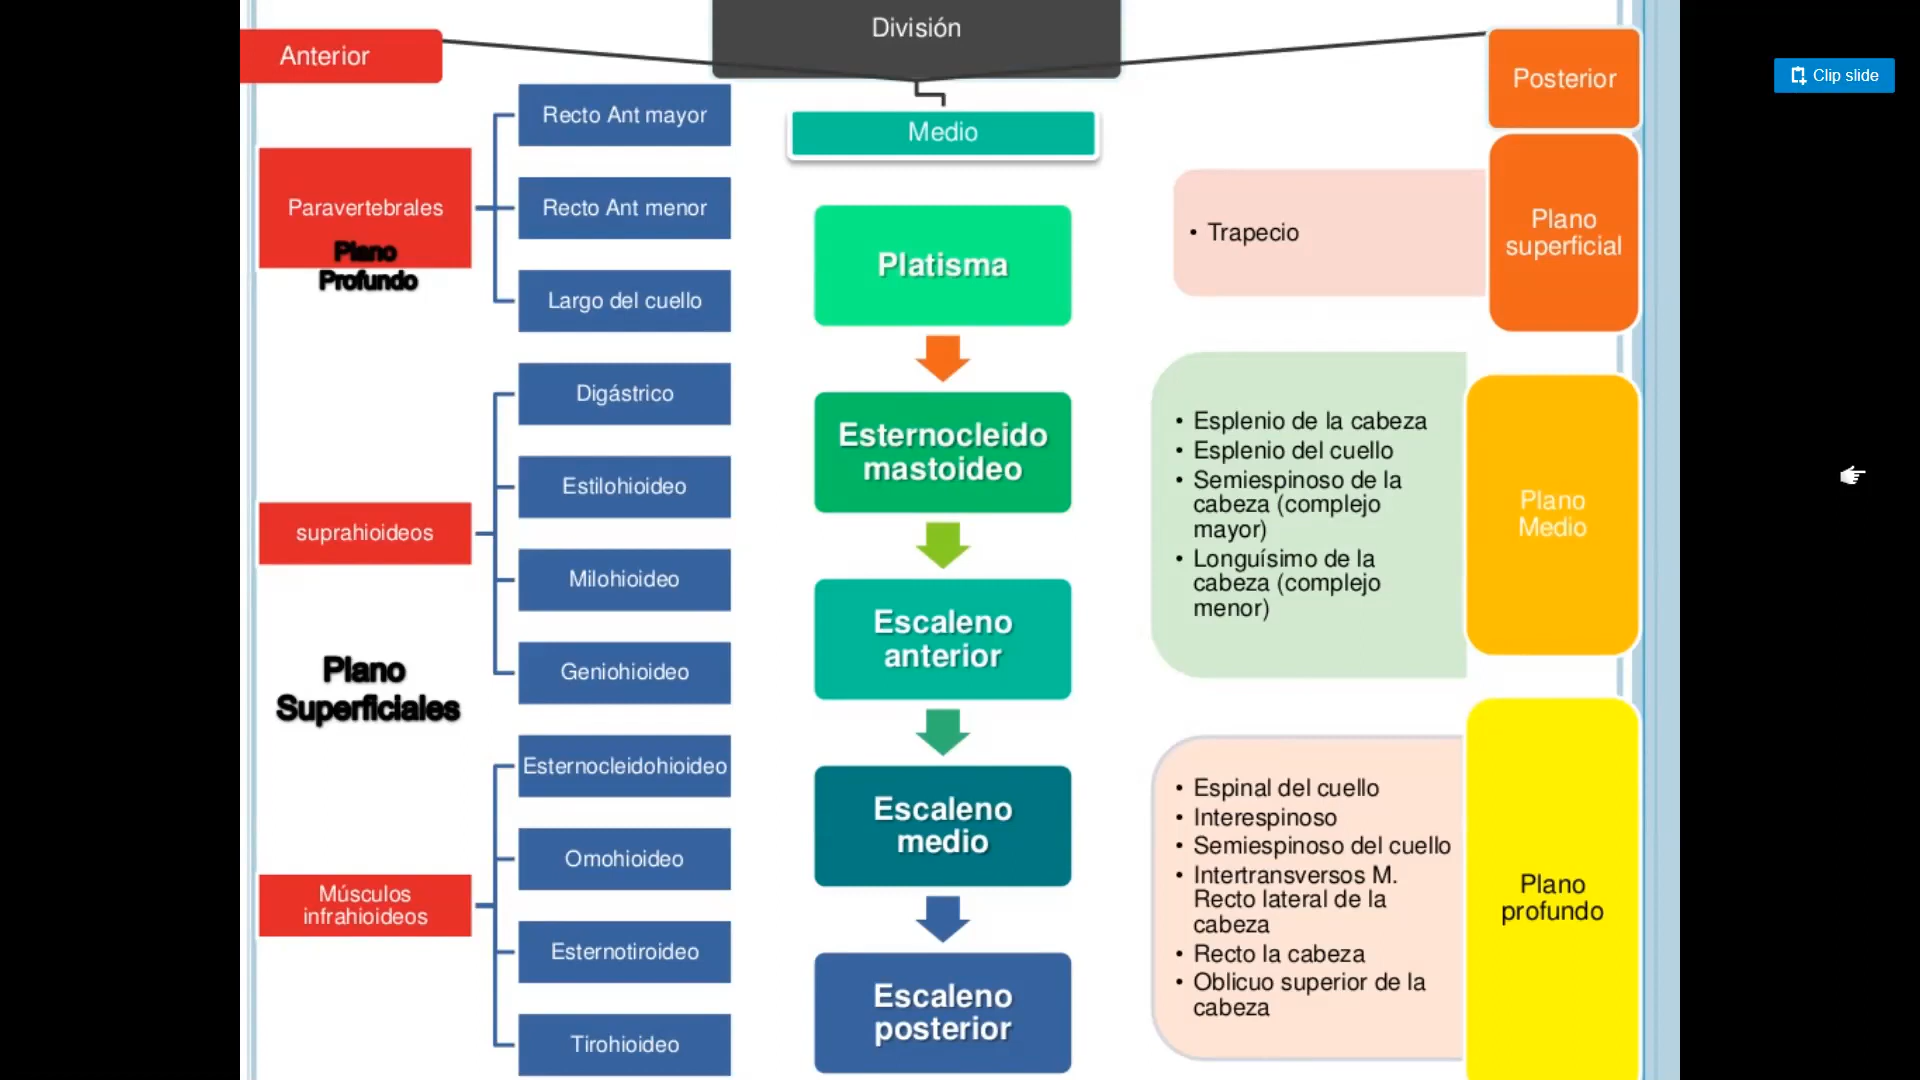 División
Anterior
Paravertebrales
Plano
Profundo
Recto Ant mayor
Recto Ant menor
Largo del cuello
suprahioideos
Plano
Superficiales
Digástrico
Estilohioideo
Milohioideo
Geniohioideo
Músculos
infrahioideos
Esternocleidohioideo
Omohioideo
Esternotiroideo
Tirohioideo
Medio
Platisma
Esternocleido
mastoideo
Escaleno
anterior
Escaleno
medio
Escaleno
posterior
Posterior
Plano
superficial
• Trapecio
Plano
Medio
• Esplenio de la cabeza
• Esplenio del cuello
• Semiespinoso de la
cabeza (complejo
mayor)
• Longuísimo de la
cabeza (complejo
menor)
Plano
profundo
• Espinal del cuello
• Interespinoso
• Semiespinoso del cuello
• Intertransversos M.
Recto lateral de la
cabeza
• Recto la cabeza
• Oblicuo superior de la
cabeza
Clip slide